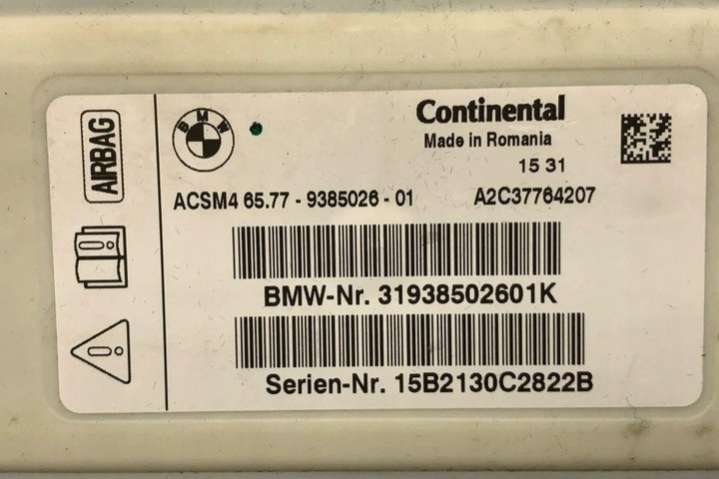 AIRBAG
BMW
Continental
Made in Romania
15 31
ACSM4 65.77 - 9385026 - 01 A2C37764207
BMW-Nr. 31938502601K
Serien-Nr. 15B2130C2822B